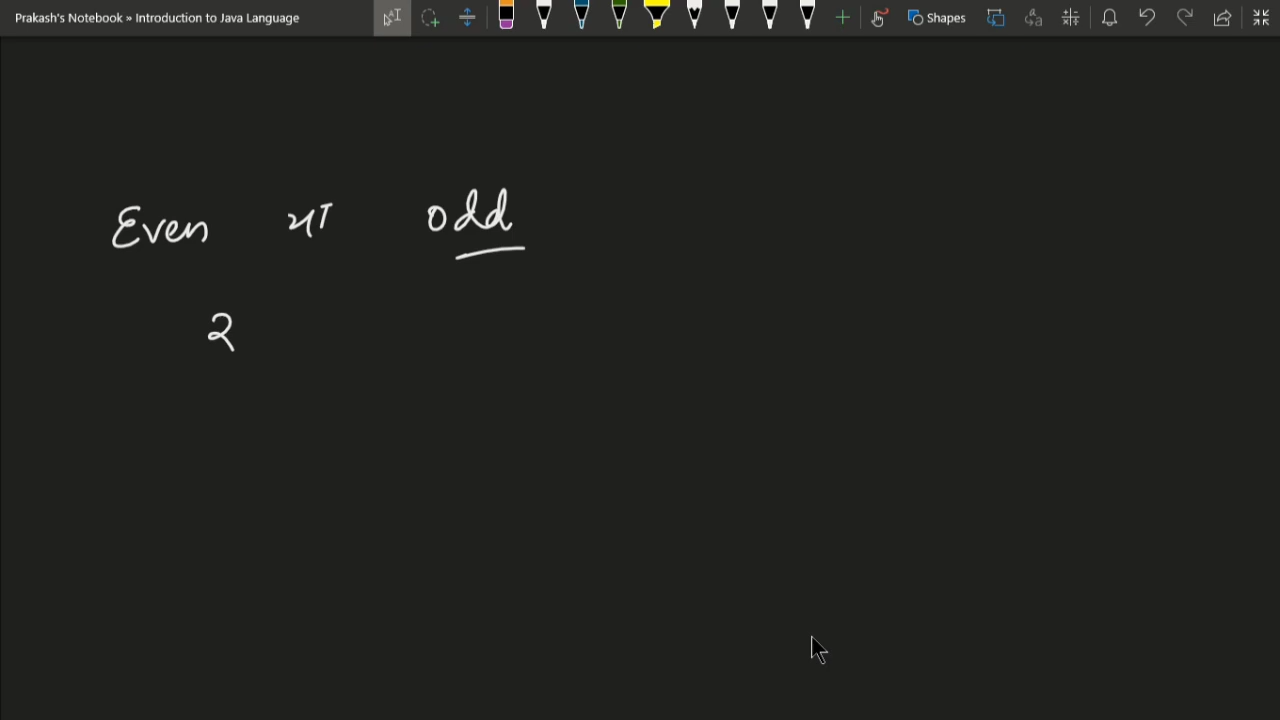 Prakash's Notebook » Introduction to Java Language
Shapes
Even या odd
2